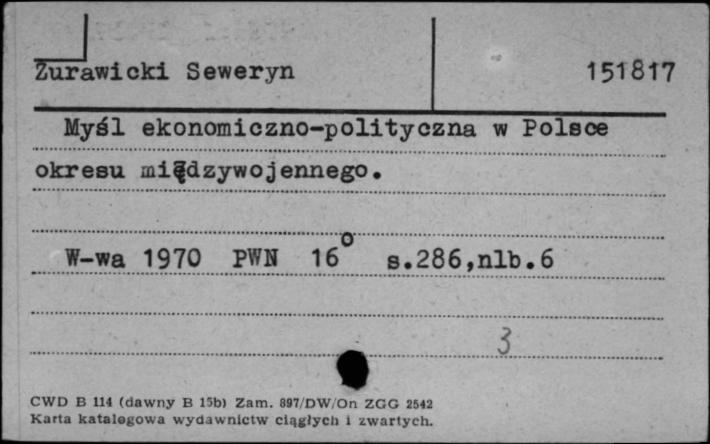 Żurawicki Seweryn 151817
Myśl ekonomiczno-polityczna w Polsce
okresu międzywojennego.
W-wa 1970 PWN 16° s.286,nlb.6
3
CWD B 114 (dawny B 15b) Zam. 897/DW/On ZGG 2542
Karta katalogowa wydawnictw ciągłych i zwartych.